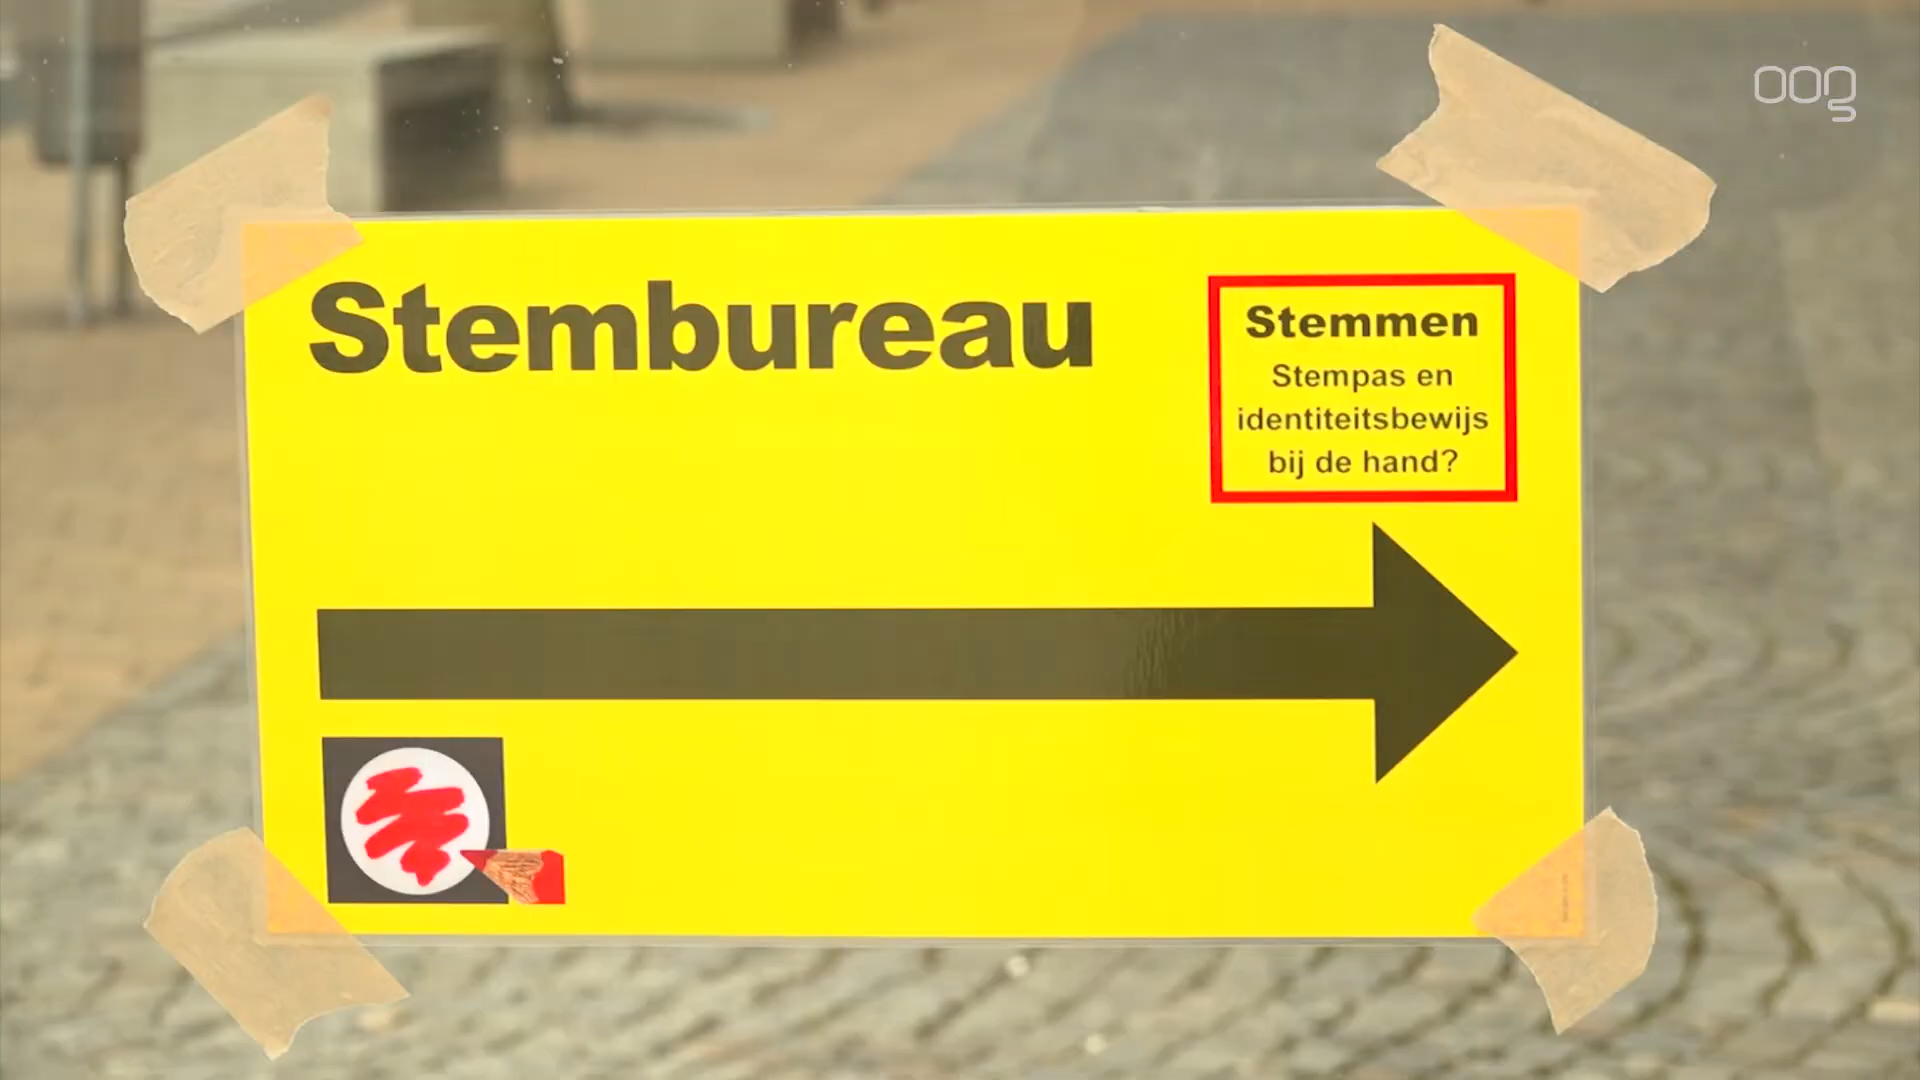 oog
Stembureau
Stemmen
Stempas en
identiteitsbewijs
bij de hand?